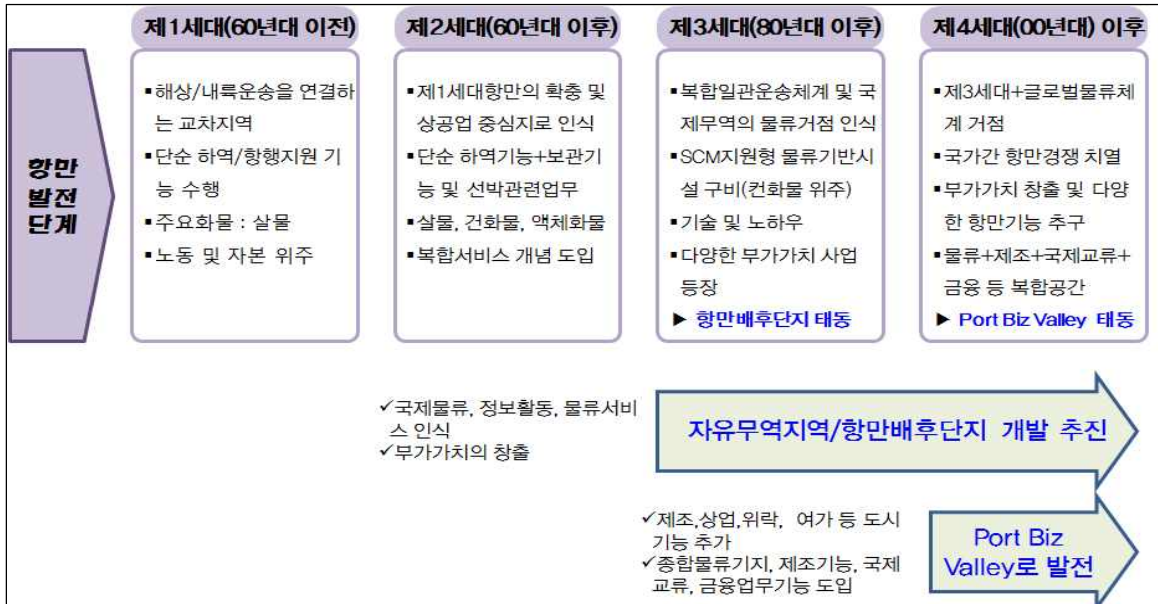 제1세대(60년대 이전)
제2세대(60년대 이후)
제3세대(80년대 이후)
제4세대(00년대) 이후
항만
발전
단계
▪해상/내륙운송을 연결하
는 교차지역
▪단순 하역/항행지원 기
능 수행
▪주요화물 : 살물
▪노동 및 자본 위주
▪제1세대항만의 확충 및
상공업 중심지로 인식
▪단순 하역기능+보관기
능 및 선박관련업무
▪살물, 건화물, 액체화물
▪복합서비스 개념 도입
▪복합일관운송체계 및 국
제무역의 물류거점 인식
▪SCM지원형 물류기반시
설 구비(컨화물 위주)
▪기술 및 노하우
▪다양한 부가가치 사업
등장
► 항만배후단지 태동
▪제3세대+글로벌물류체
계 거점
▪국가간 항만경쟁 치열
▪부가가치 창출 및 다양
한 항만기능 추구
▪물류+제조+국제교류+
금융 등 복합공간
► Port Biz Valley 태동
✓국제물류, 정보활동, 물류서비
스 인식
✓부가가치의 창출
자유무역지역/항만배후단지 개발 추진
✓제조,상업,위락, 여가 등 도시
기능 추가
✓종합물류기지, 제조기능, 국제
교류, 금융업무기능 도입
Port Biz
Valley로 발전